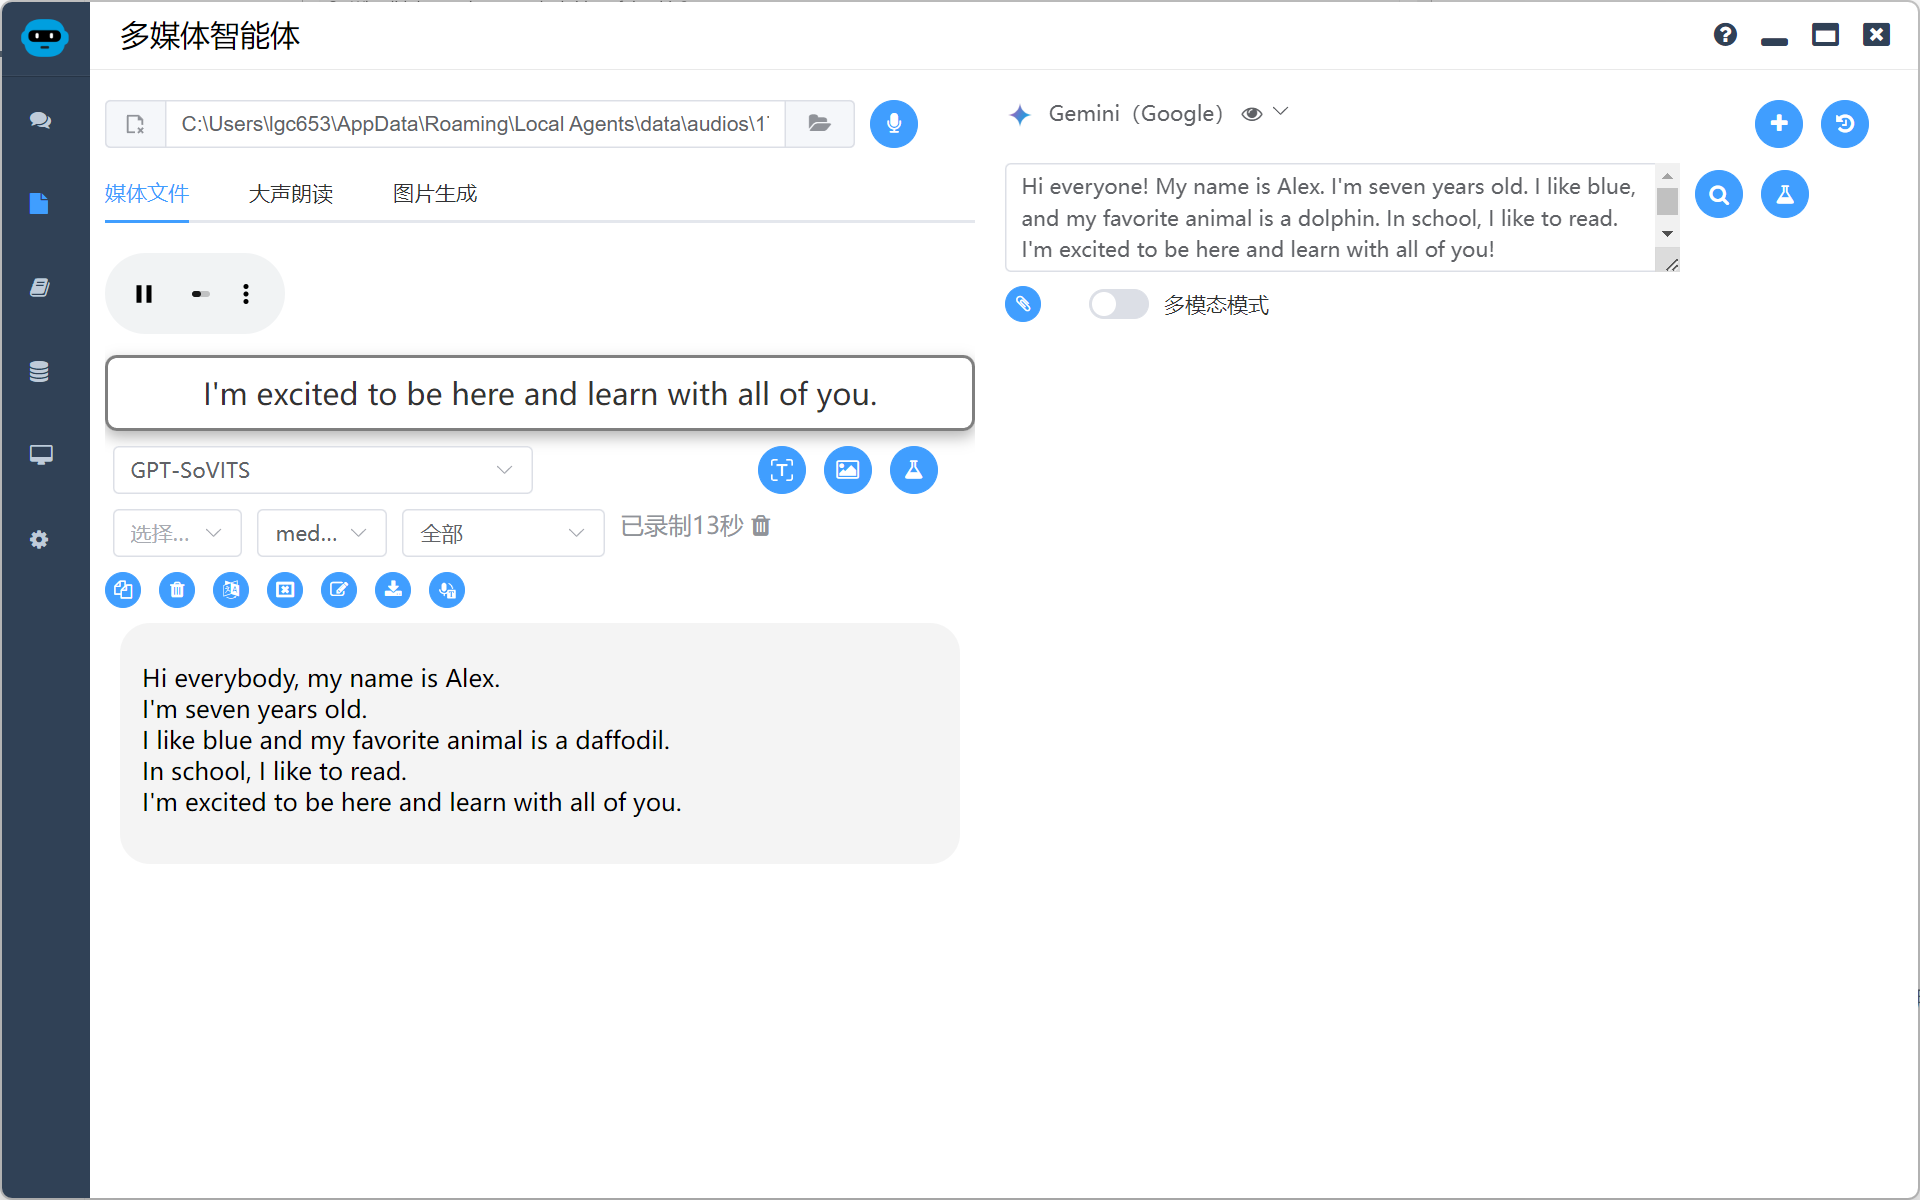 多媒体智能体
C:\Users\lgc653\AppData\Roaming\Local Agents\data\audios\1
媒体文件
大声朗读
图片生成
I'm excited to be here and learn with all of you.
GPT-SoVITS
选择...
med...
全部
已录制13秒
Hi everybody, my name is Alex.
I'm seven years old.
I like blue and my favorite animal is a daffodil.
In school, I like to read.
I'm excited to be here and learn with all of you.
Gemini（Google）
Hi everyone! My name is Alex. I'm seven years old. I like blue,
and my favorite animal is a dolphin. In school, I like to read.
I'm excited to be here and learn with all of you!
多模态模式